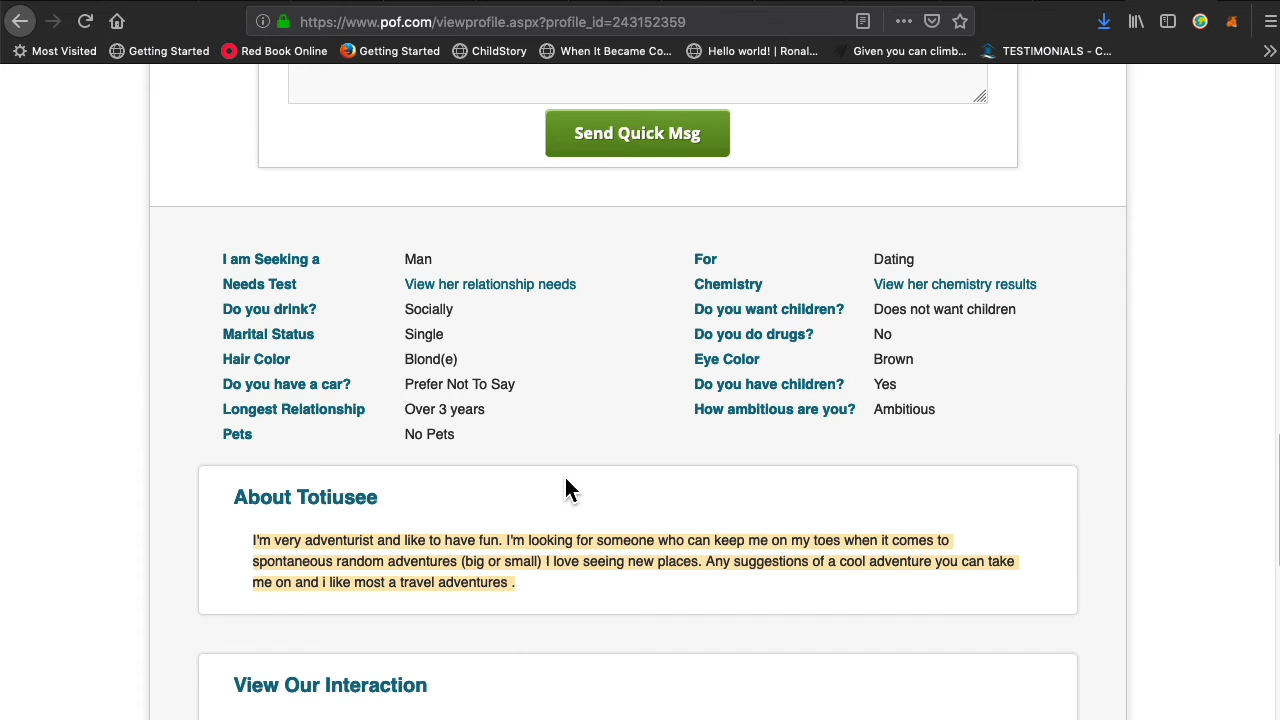 https://www.pof.com/viewprofile.aspx?profile_id=243152359
Most Visited Getting Started Red Book Online Getting Started ChildStory When It Became Co... Hello world! | Ronal... Given you can climb... TESTIMONIALS - C...
Send Quick Msg
I am Seeking a Man For Dating
Needs Test View her relationship needs Chemistry View her chemistry results
Do you drink? Socially Do you want children? Does not want children
Marital Status Single Do you do drugs? No
Hair Color Blond(e) Eye Color Brown
Do you have a car? Prefer Not To Say Do you have children? Yes
Longest Relationship Over 3 years How ambitious are you? Ambitious
Pets No Pets
About Totiusee
I'm very adventurist and like to have fun. I'm looking for someone who can keep me on my toes when it comes to
spontaneous random adventures (big or small) I love seeing new places. Any suggestions of a cool adventure you can take
me on and i like most a travel adventures .
View Our Interaction